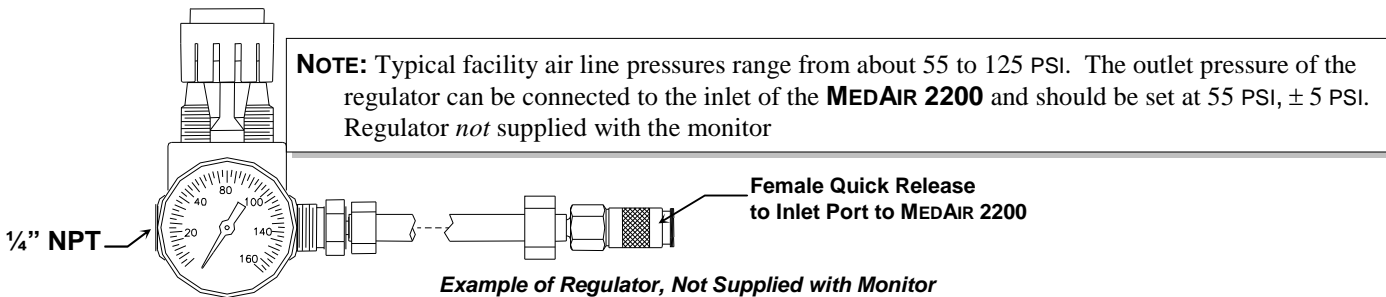 NOTE: Typical facility air line pressures range from about 55 to 125 PSI. The outlet pressure of the
regulator can be connected to the inlet of the MEDAIR 2200 and should be set at 55 PSI, ± 5 PSI.
Regulator not supplied with the monitor
80
40
100
20
140
160
¼” NPT
Female Quick Release
to Inlet Port to MEDAIR 2200
Example of Regulator, Not Supplied with Monitor